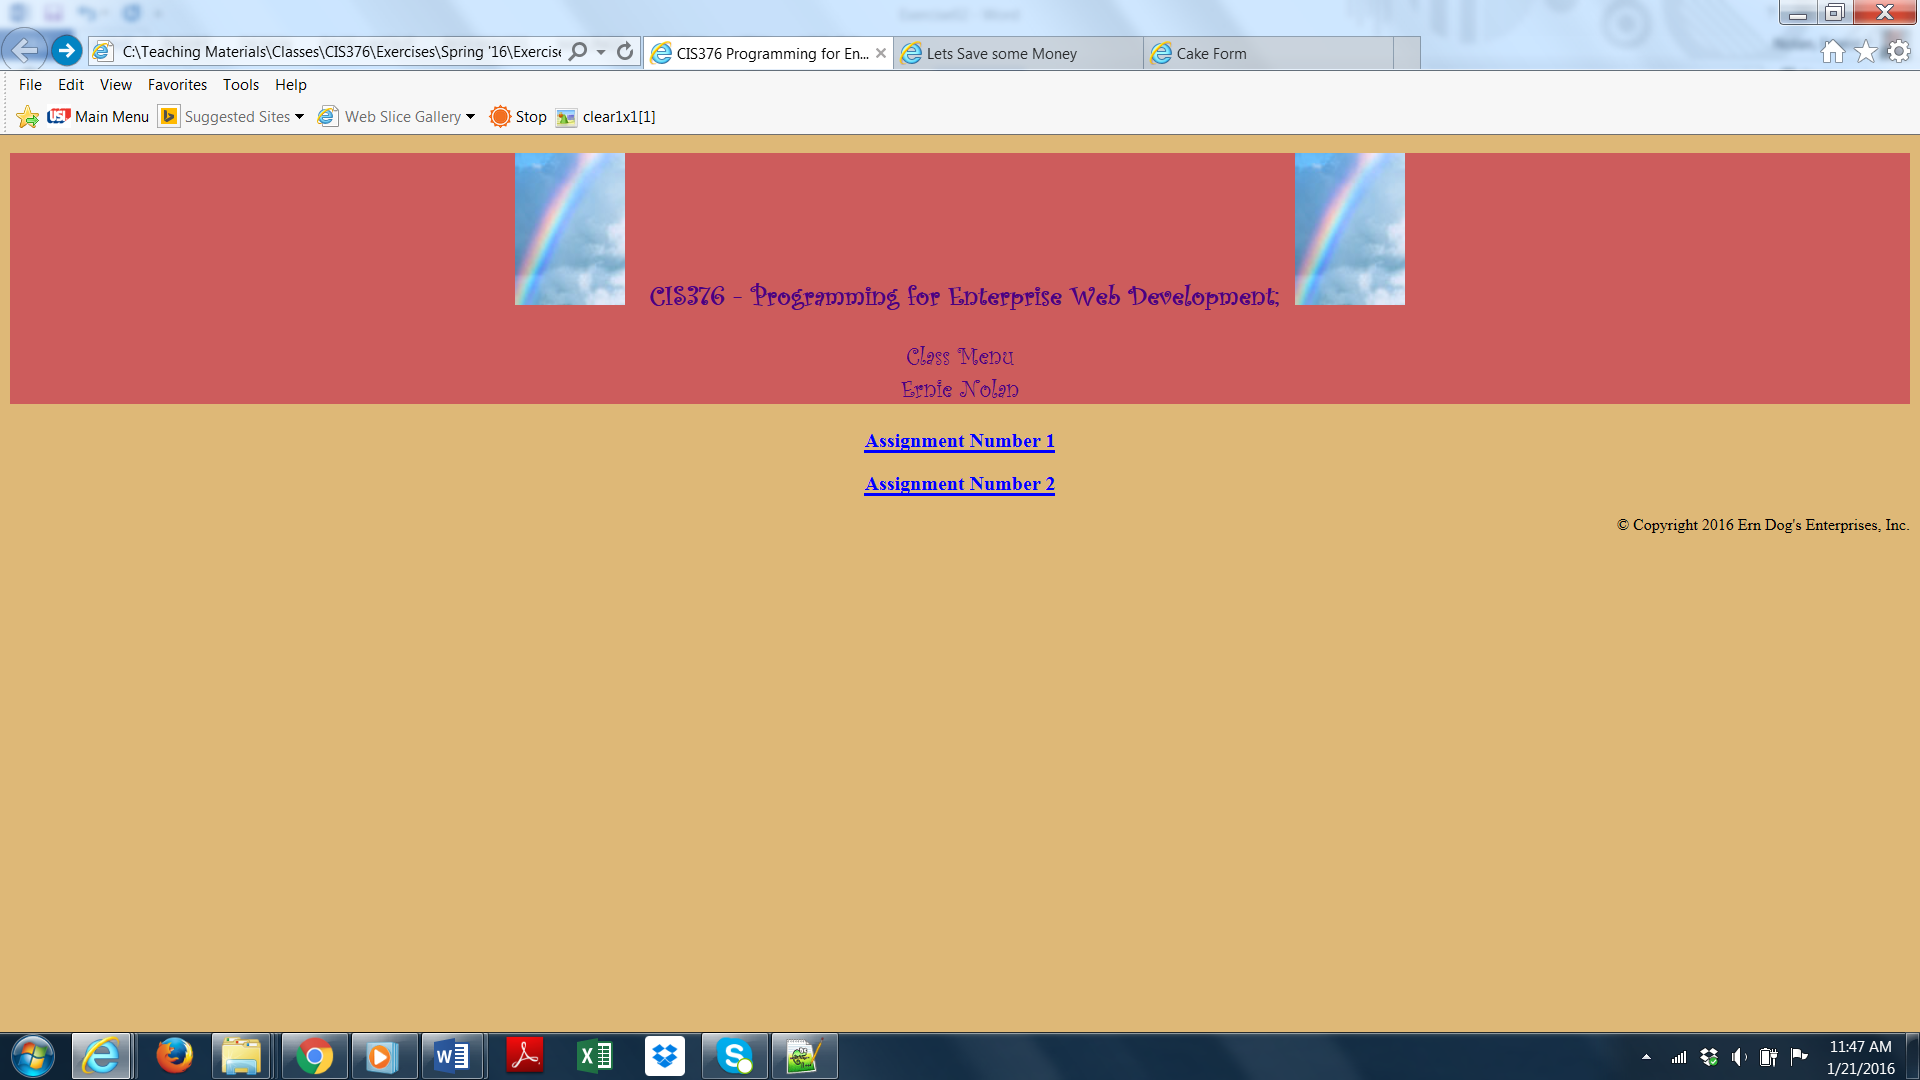 Exercise02 - Word
C:\Teaching Materials\Classes\CIS376\Exercises\Spring '16\Exercise
CIS376 Programming for En...
Lets Save some Money
Cake Form
File Edit View Favorites Tools Help
Main Menu Suggested Sites Web Slice Gallery Stop clear1x1[1]
CIS376 - Programming for Enterprise Web Development;
Class Menu
Ernie Nolan
Assignment Number 1
Assignment Number 2
© Copyright 2016 Ern Dog's Enterprises, Inc.
11:47 AM
1/21/2016